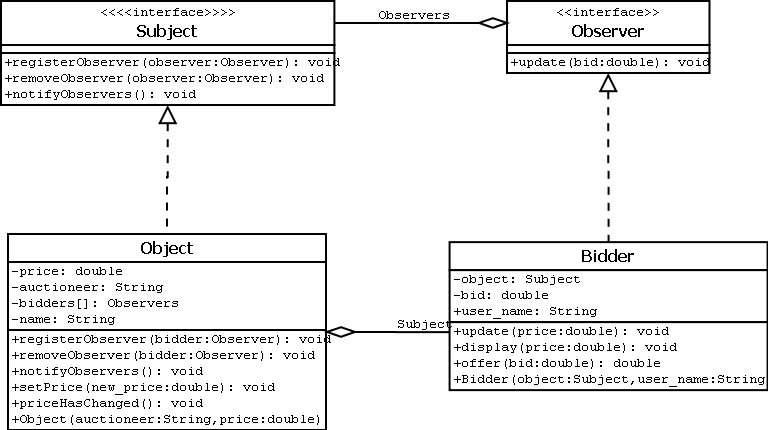 <<<<interface>>>>
Subject
+registerObserver(observer:Observer): void
+removeObserver(observer:Observer): void
+notifyObservers(): void
Observers
<<interface>>
Observer
+update(bid:double): void
Object
-price: double
-auctioneer: String
-bidders[]: Observers
-name: String
+registerObserver(bidder:Observer): void
+removeObserver(bidder:Observer): void
+notifyObservers(): void
+setPrice(new_price:double): void
+priceHasChanged(): void
+Object(auctioneer:String,price:double)
Subject
Bidder
-object: Subject
-bid: double
+user_name: String
+update(price:double): void
+display(price:double): void
+offer(bid:double): double
+Bidder(object:Subject,user_name:String